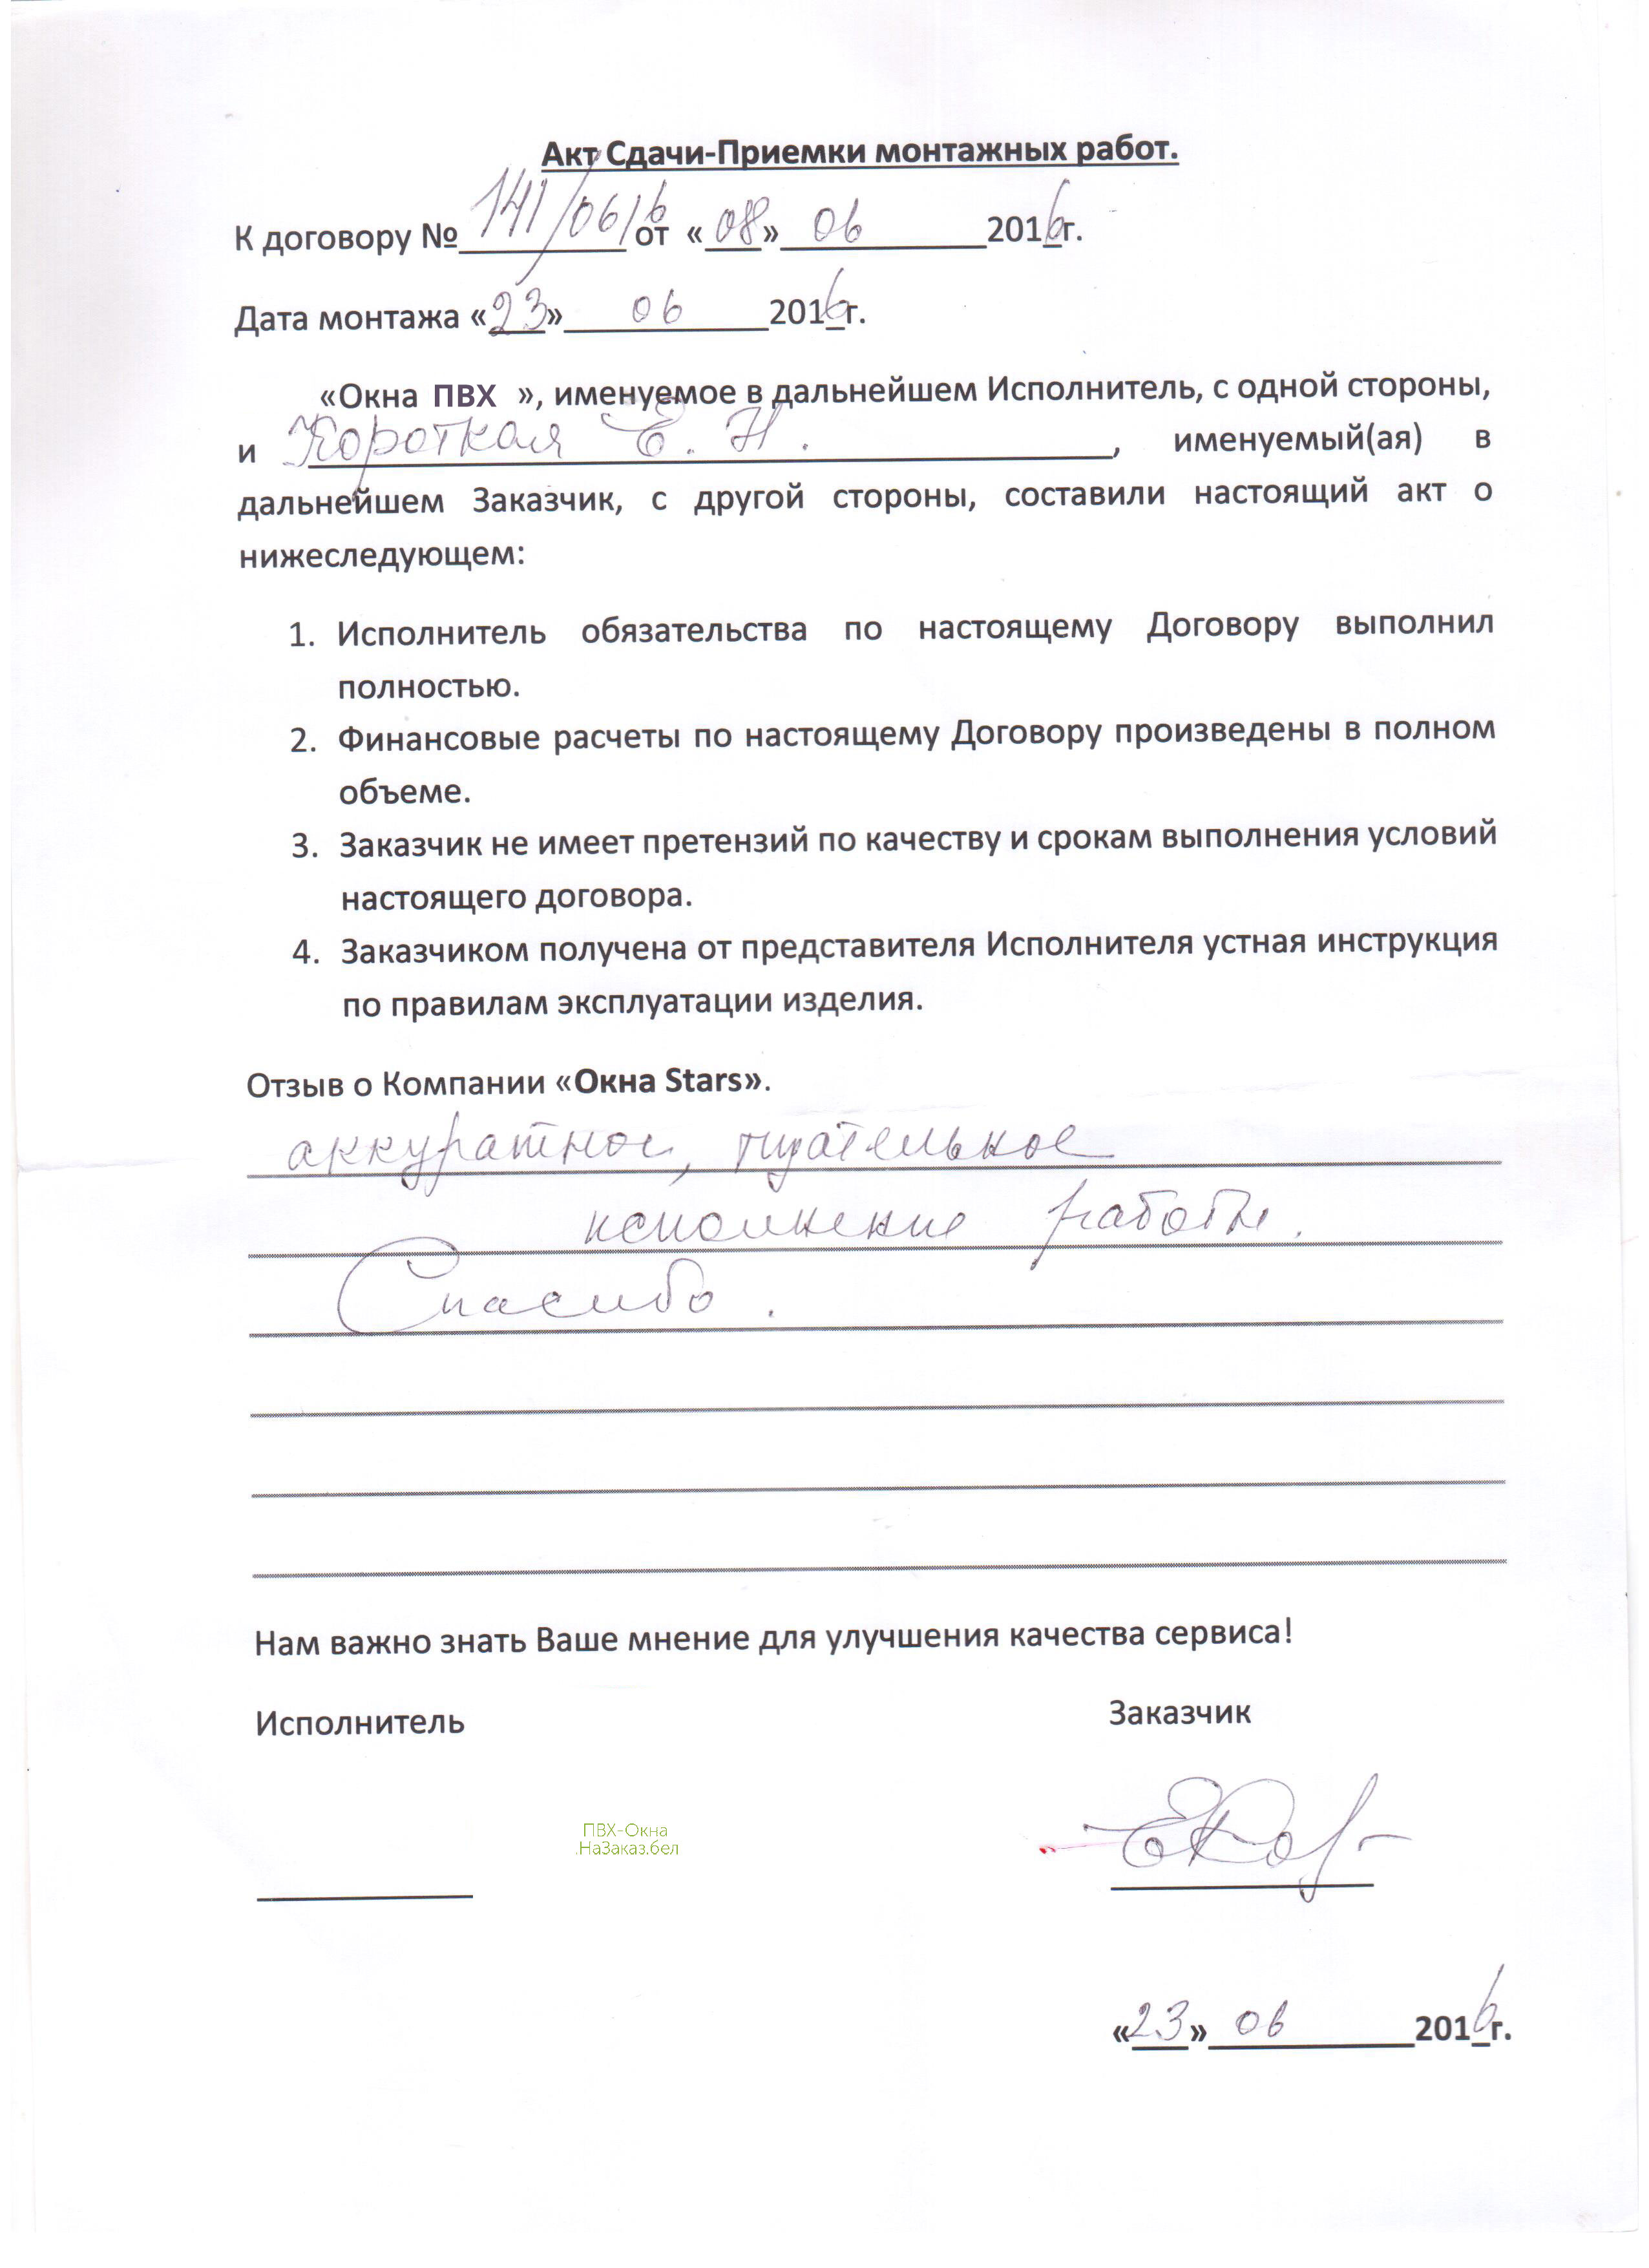 Акт Сдачи-Приемки монтажных работ.
К договору № 141/0616 от «08» 06 2016г.
Дата монтажа «23» 06 2016г.
«Окна ПВХ », именуемое в дальнейшем Исполнитель, с одной стороны,
и Короткая Е. Н. , именуемый(ая) в
дальнейшем Заказчик, с другой стороны, составили настоящий акт о
нижеследующем:
1. Исполнитель обязательства по настоящему Договору выполнил
полностью.
2. Финансовые расчеты по настоящему Договору произведены в полном
объеме.
3. Заказчик не имеет претензий по качеству и срокам выполнения условий
настоящего договора.
4. Заказчиком получена от представителя Исполнителя устная инструкция
по правилам эксплуатации изделия.
Отзыв о Компании «Окна Stars».
аккуратное, тщательное
исполнение работы.
Спасибо.
Нам важно знать Ваше мнение для улучшения качества сервиса!
Исполнитель Заказчик
ПВХ-Окна
.НаЗаказ.бел
«23» 06 2016г.